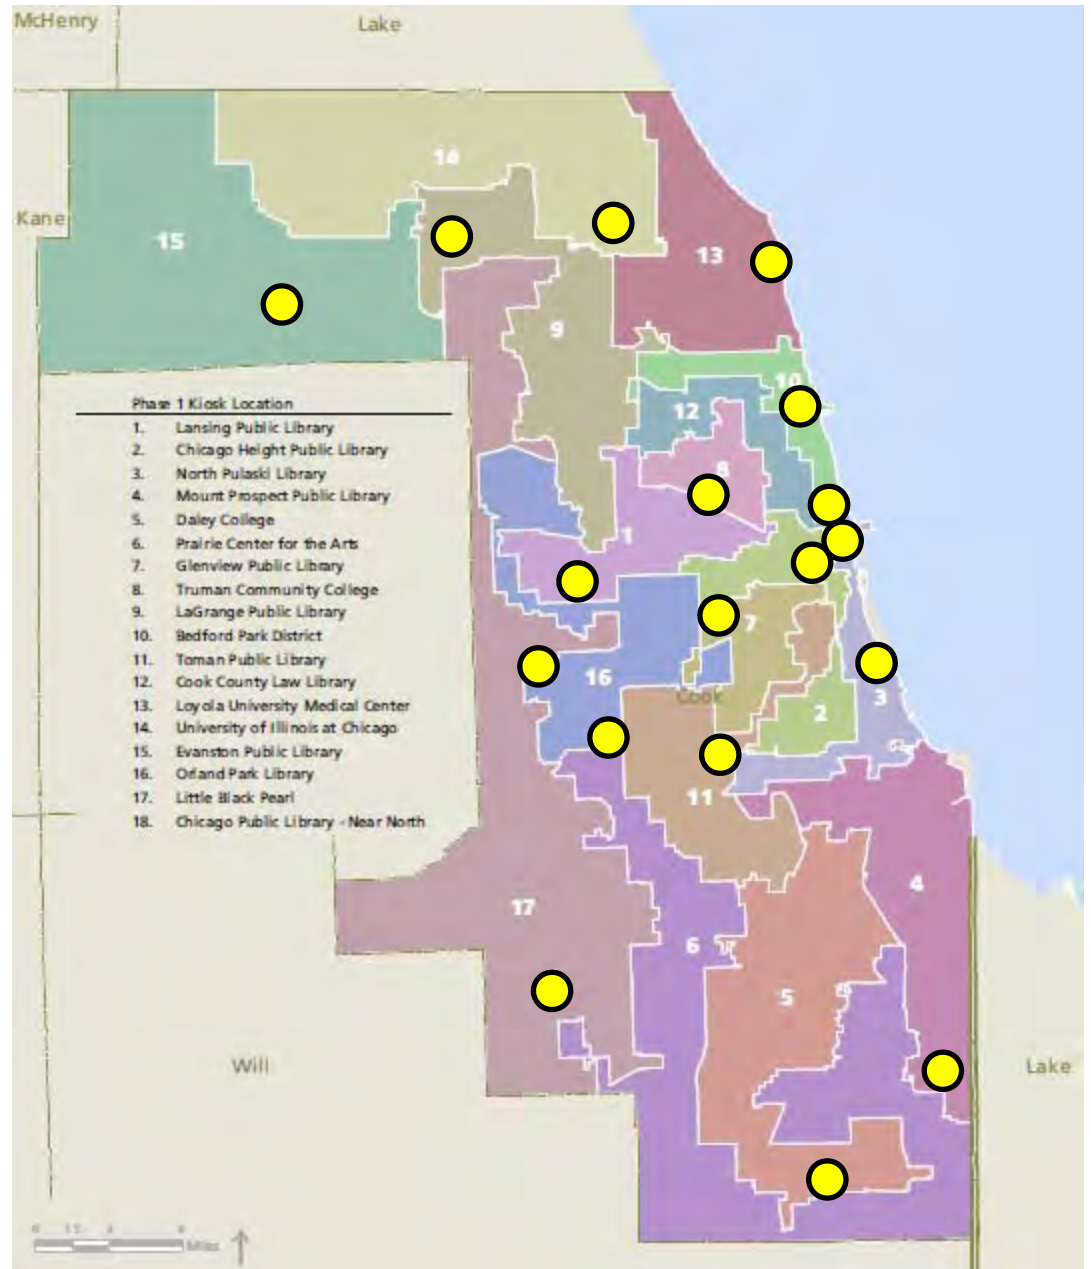 McHenry
Lake
14
Kane
15
13
9
10
12
8
1
7
16
Cook
3
2
11
4
17
6
5
Will
Lake
Phase 1 Kiosk Location
1. Lansing Public Library
2. Chicago Height Public Library
3. North Pulaski Library
4. Mount Prospect Public Library
5. Daley College
6. Prairie Center for the Arts
7. Glenview Public Library
8. Truman Community College
9. LaGrange Public Library
10. Bedford Park District
11. Toman Public Library
12. Cook County Law Library
13. Loyola University Medical Center
14. University of Illinois at Chicago
15. Evanston Public Library
16. Orland Park Library
17. Little Black Pearl
18. Chicago Public Library - Near North
Miles